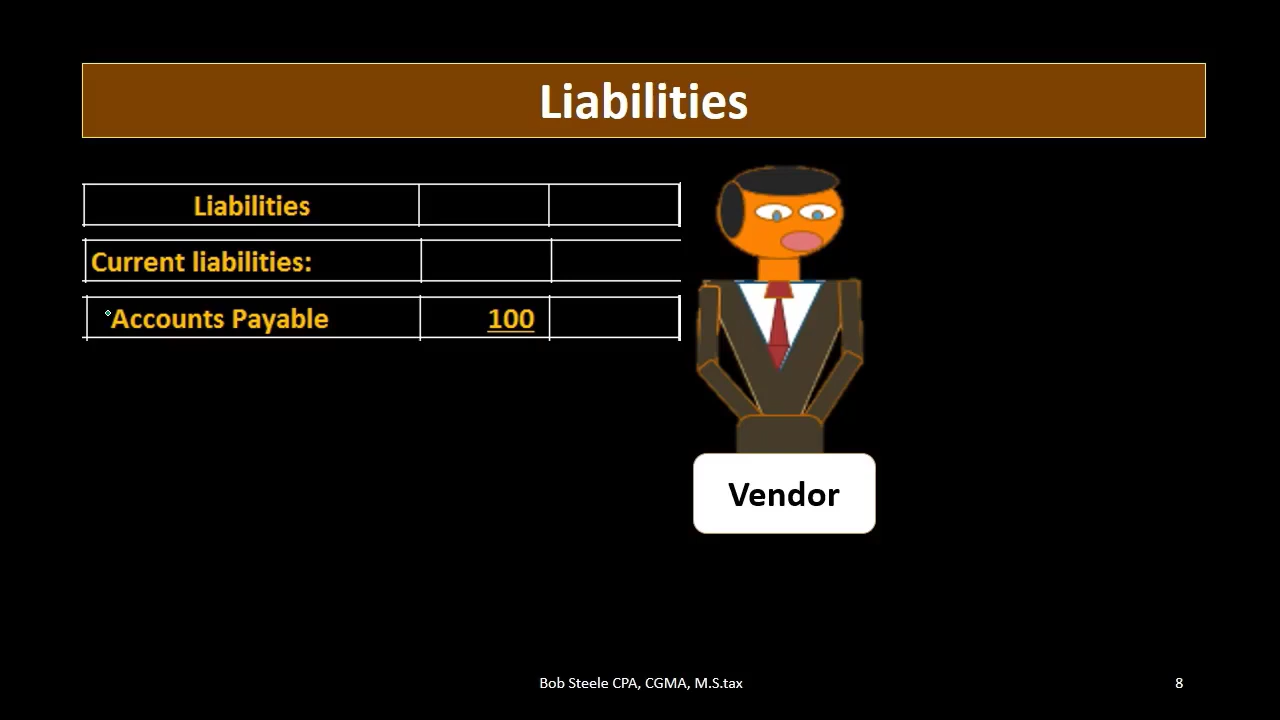 Liabilities
Liabilities
Current liabilities:
Accounts Payable 100
Vendor
Bob Steele CPA, CGMA, M.S.tax 8